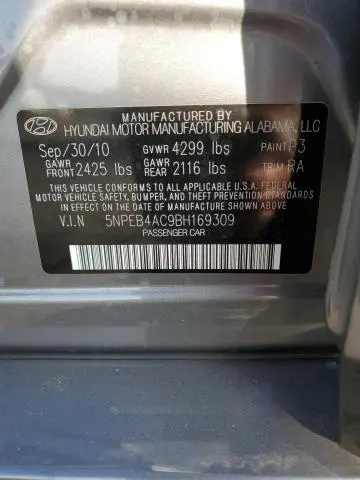 MANUFACTURED BY
HYUNDAI MOTOR MANUFACTURING ALABAMA, LLC
Sep/30/10 GVWR 4299 lbs PAINT P3
GAWR FRONT 2425 lbs GAWR REAR 2116 lbs TRIM RA
THIS VEHICLE CONFORMS TO ALL APPLICABLE U.S.A. FEDERAL
MOTOR VEHICLE SAFETY, BUMPER, AND THEFT PREVENTION
STANDARDS IN EFFECT ON THE DATE OF MANUFACTURE SHOWN ABOVE.
V.I.N 5NPEB4AC9BH169309
PASSENGER CAR